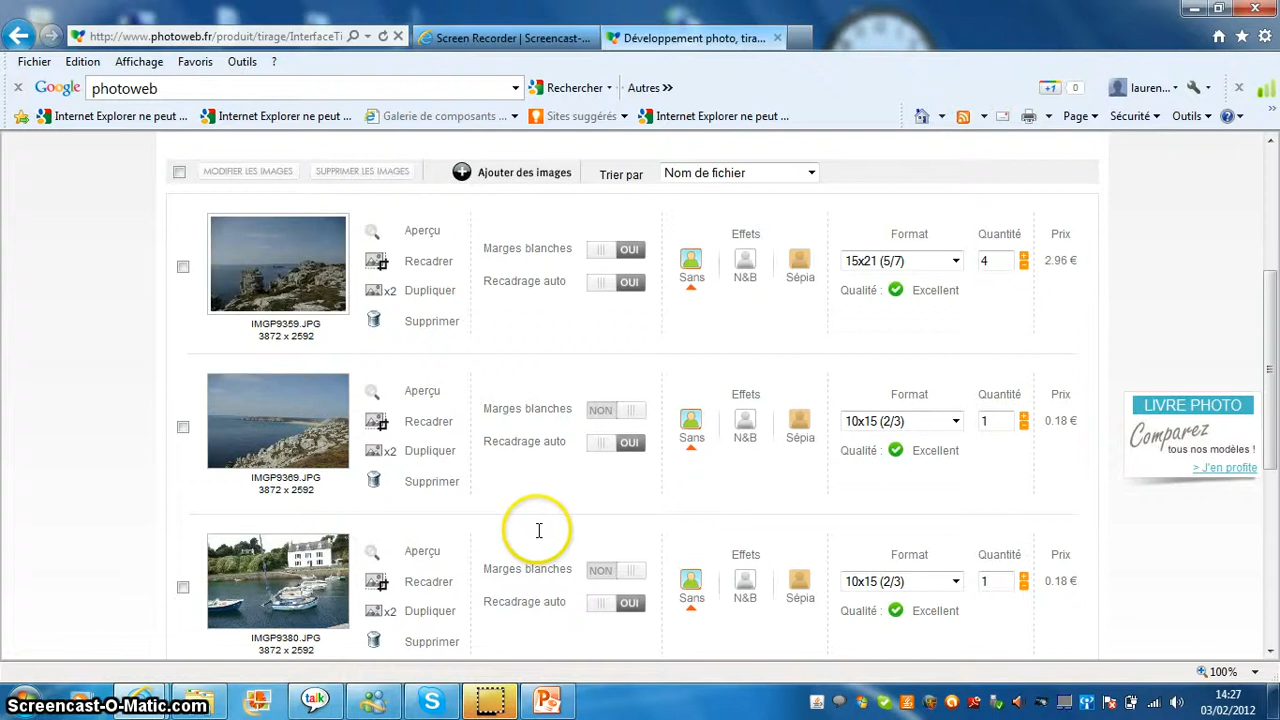 http://www.photoweb.fr/produit/tirage/InterfaceTi
Screen Recorder | Screencast-...
Développement photo, tira...
Fichier Edition Affichage Favoris Outils ?
Google photoweb Rechercher Autres +1 0 lauren...
Internet Explorer ne peut ... Internet Explorer ne peut ... Galerie de composants ... Sites suggérés Internet Explorer ne peut ... Page Sécurité Outils
MODIFIER LES IMAGES SUPPRIMER LES IMAGES Ajouter des images Trier par Nom de fichier
Aperçu
Recadrer
x2 Dupliquer
Supprimer
IMGP9359.JPG
3872 x 2592
Marges blanches OUI
Recadrage auto OUI
Effets
Sans N&B Sépia
Format Quantité Prix
15x21 (5/7) 4 2.96 €
Qualité : Excellent
Aperçu
Recadrer
x2 Dupliquer
Supprimer
IMGP9369.JPG
3872 x 2592
Marges blanches NON
Recadrage auto OUI
Effets
Sans N&B Sépia
Format Quantité Prix
10x15 (2/3) 1 0.18 €
Qualité : Excellent
Aperçu
Recadrer
x2 Dupliquer
Supprimer
IMGP9380.JPG
3872 x 2592
Marges blanches NON
Recadrage auto OUI
Effets
Sans N&B Sépia
Format Quantité Prix
10x15 (2/3) 1 0.18 €
Qualité : Excellent
LIVRE PHOTO
Comparez
tous nos modèles !
> J'en profite
100%
talk
14:27
03/02/2012
Screencast-O-Matic.com